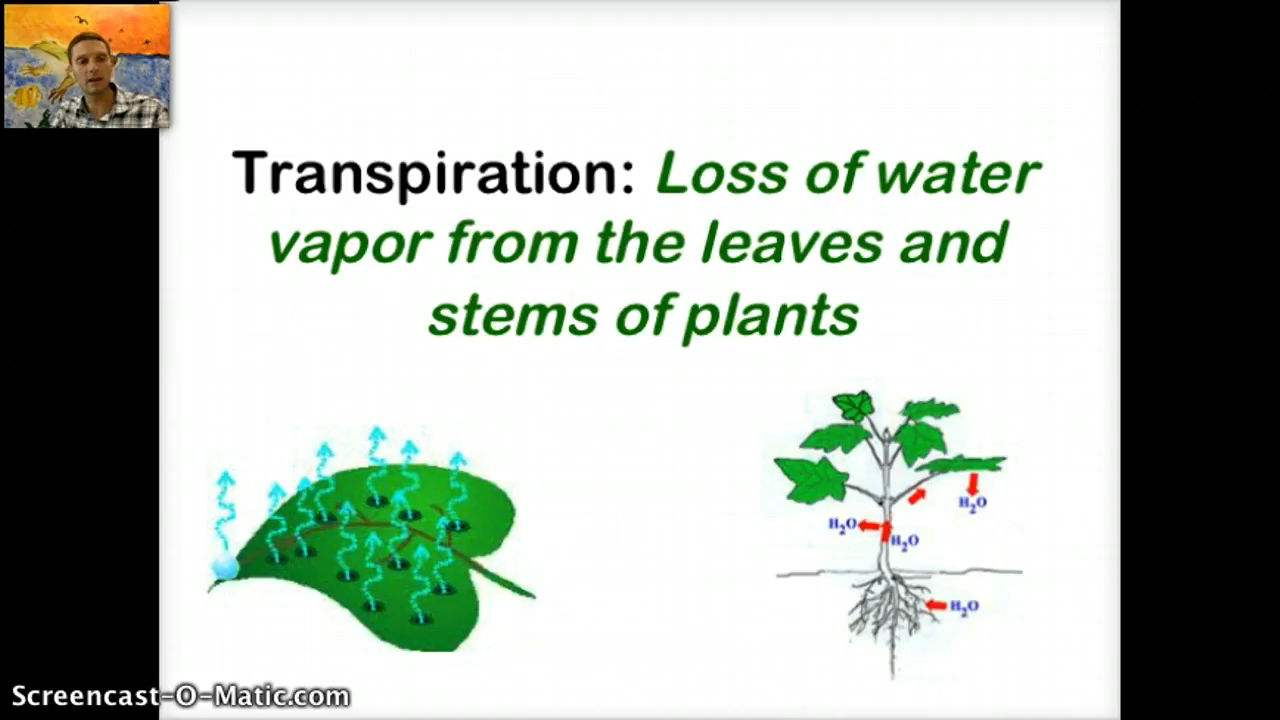 Transpiration: Loss of water
vapor from the leaves and
stems of plants
H2O
H2O
H2O
H2O
Screencast-O-Matic.com